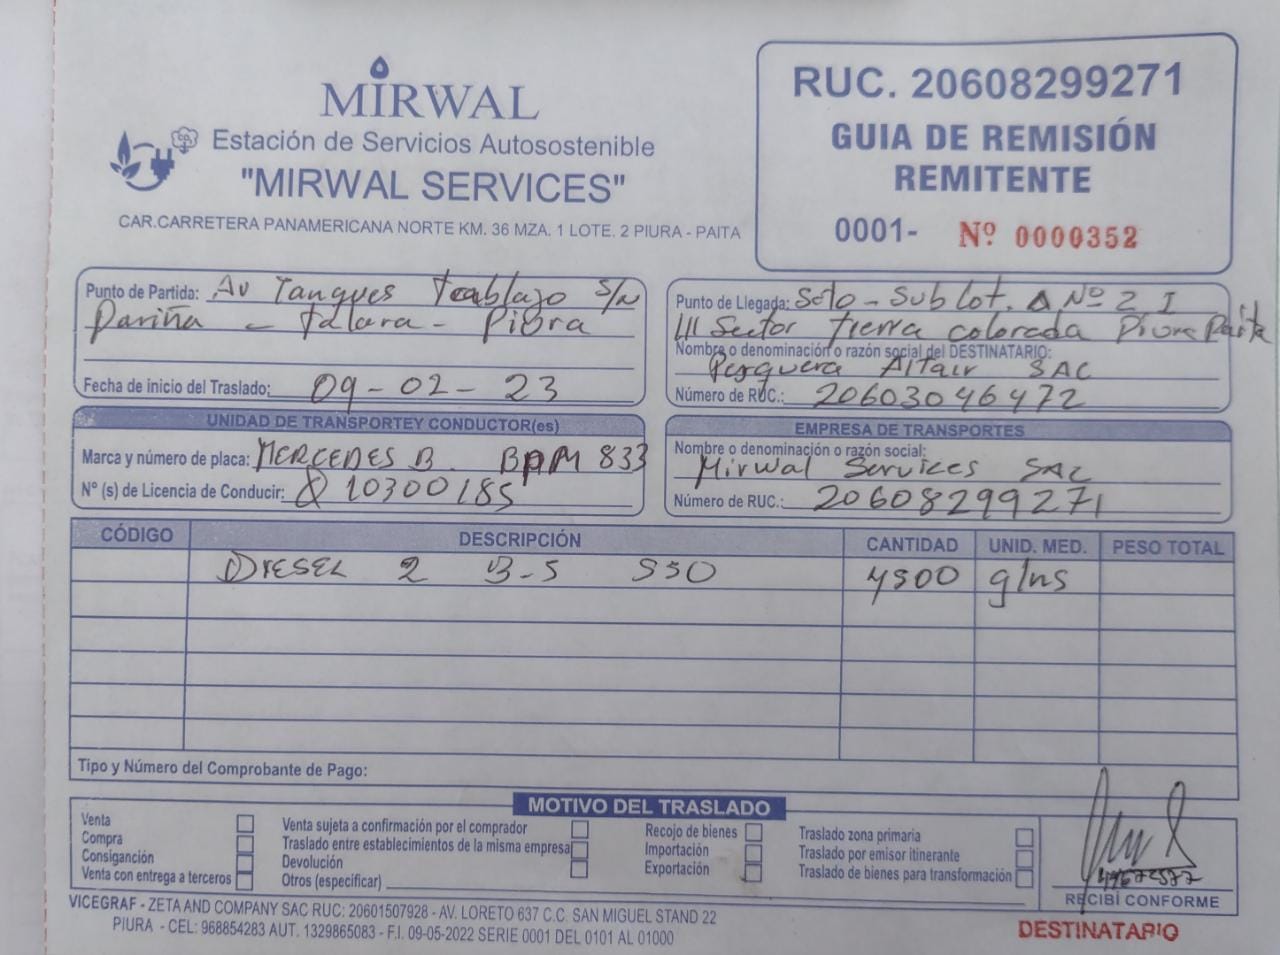 MIRWAL
Estación de Servicios Autosostenible
"MIRWAL SERVICES"
CAR.CARRETERA PANAMERICANA NORTE KM. 36 MZA. 1 LOTE. 2 PIURA - PAITA
RUC. 20608299271
GUIA DE REMISIÓN
REMITENTE
0001- Nº 0000352
Punto de Partida: Av Tanques Tcablazo S/N
Pariña - Talara - Piura
Fecha de inicio del Traslado: 09-02-23
Punto de Llegada: Soto - Sub Lot. Nº 2 I
III Sector tierra colorada Piura Paita
Nombre o denominación o razón social del DESTINATARIO:
Pesquera Altair SAC
Número de RUC.: 20603046472
UNIDAD DE TRANSPORTEY CONDUCTOR(es)
Marca y número de placa: MERCEDES B. BAM 833
Nº (s) de Licencia de Conducir: Q 10300185
EMPRESA DE TRANSPORTES
Nombre o denominación o razón social:
Mirwal Services SAC
Número de RUC.: 20608299271
CÓDIGO DESCRIPCIÓN CANTIDAD UNID. MED. PESO TOTAL
DIESEL 2 B-5 S50 4500 glns
Tipo y Número del Comprobante de Pago:
MOTIVO DEL TRASLADO
Venta
Compra
Consiganción
Venta con entrega a terceros
Venta sujeta a confirmación por el comprador
Traslado entre establecimientos de la misma empresa
Devolución
Otros (especificar)
Recojo de bienes
Importación
Exportación
Traslado zona primaria
Traslado por emisor itinerante
Traslado de bienes para transformación
RECIBÍ CONFORME
VICEGRAF - ZETA AND COMPANY SAC RUC: 20601507928 - AV. LORETO 637 C.C. SAN MIGUEL STAND 22
PIURA - CEL: 968854283 AUT. 1329865083 - F.I. 09-05-2022 SERIE 0001 DEL 0101 AL 01000
DESTINATARIO